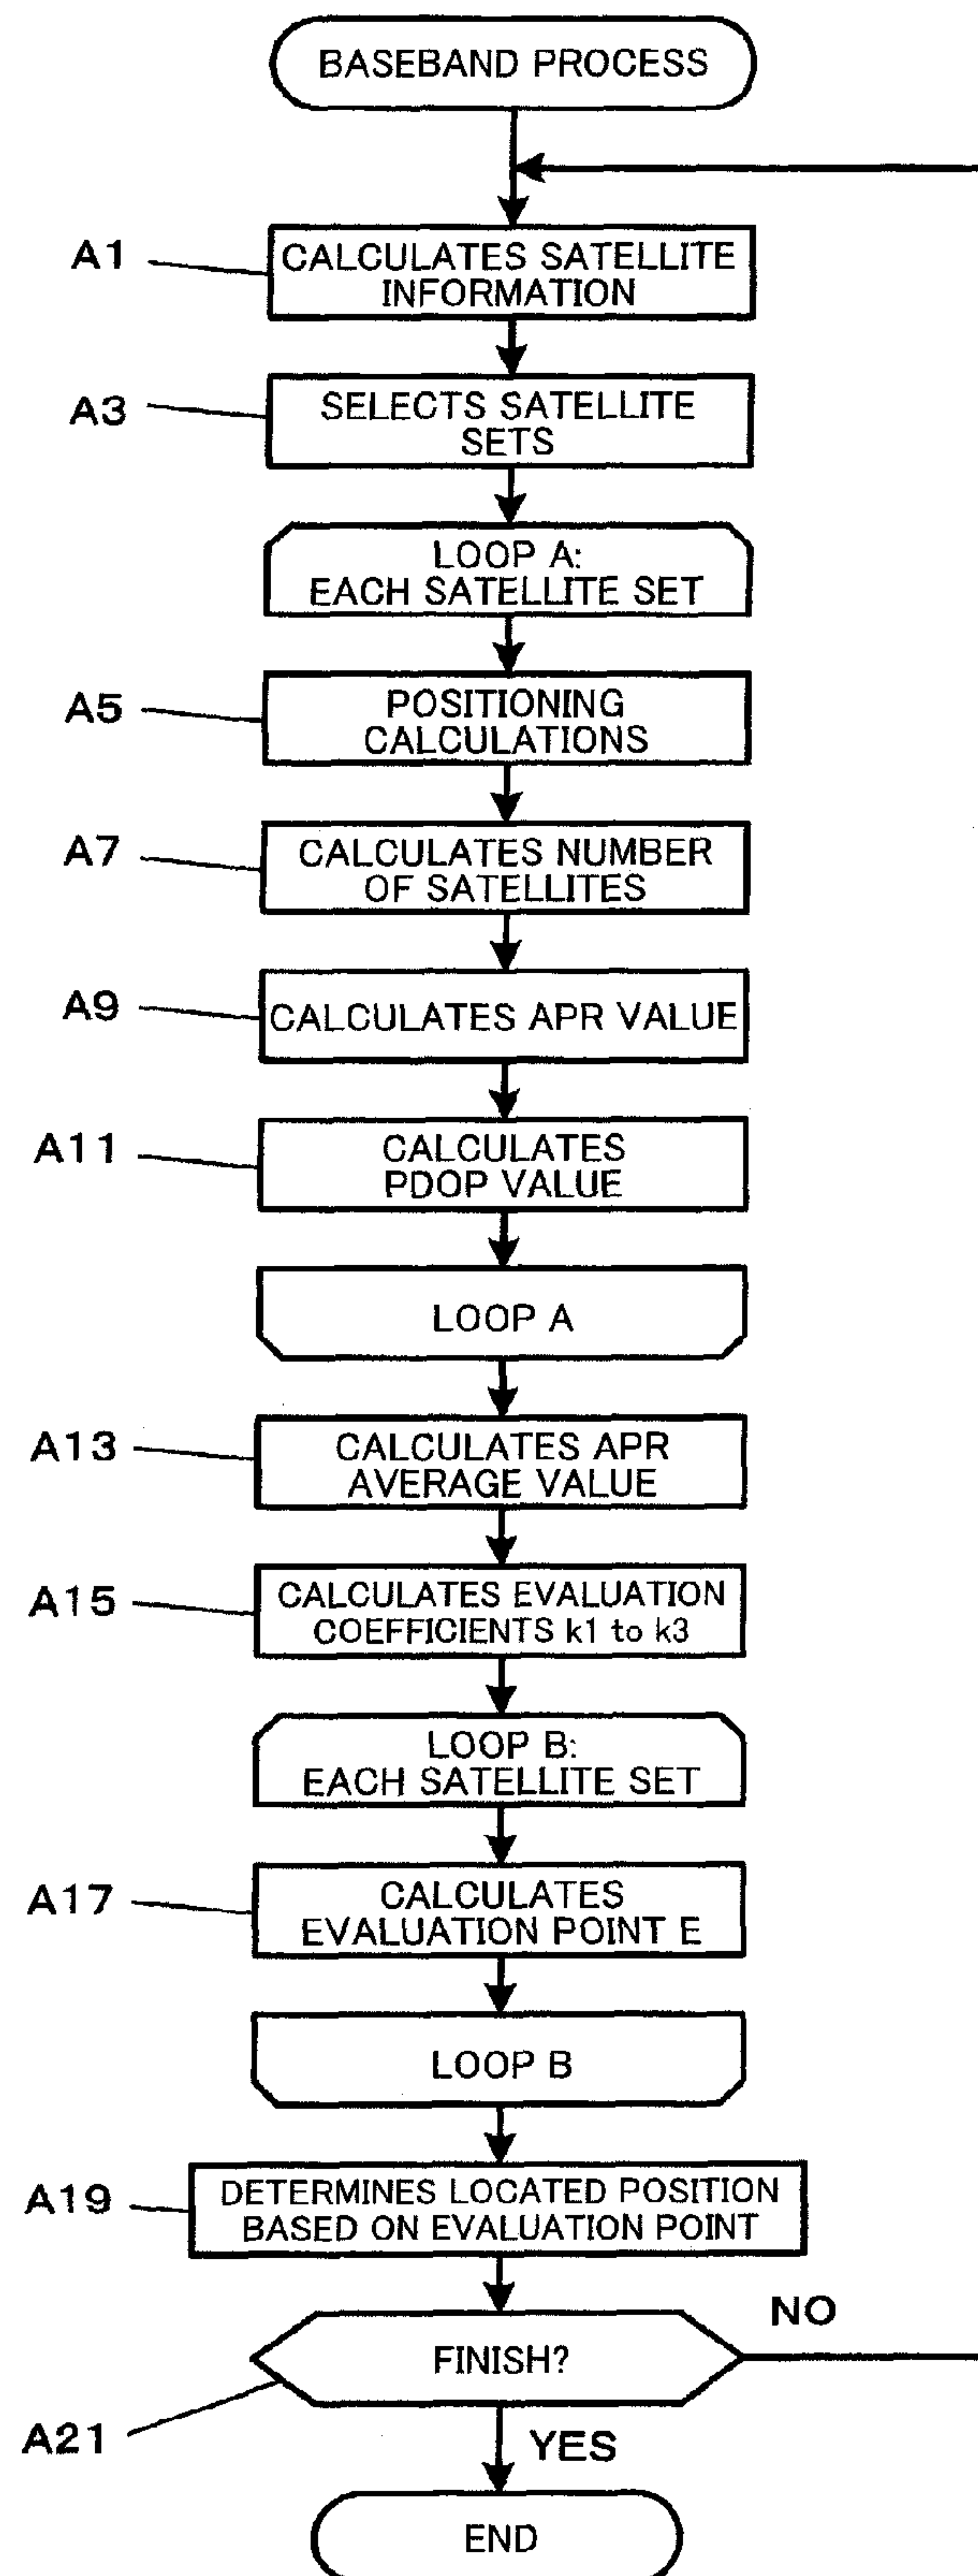 BASEBAND PROCESS
A1
CALCULATES SATELLITE
INFORMATION
A3
SELECTS SATELLITE
SETS
LOOP A:
EACH SATELLITE SET
A5
POSITIONING
CALCULATIONS
A7
CALCULATES NUMBER
OF SATELLITES
A9
CALCULATES APR VALUE
A11
CALCULATES
PDOP VALUE
LOOP A
A13
CALCULATES APR
AVERAGE VALUE
A15
CALCULATES EVALUATION
COEFFICIENTS k1 to k3
LOOP B:
EACH SATELLITE SET
A17
CALCULATES
EVALUATION POINT E
LOOP B
A19
DETERMINES LOCATED POSITION
BASED ON EVALUATION POINT
NO
FINISH?
A21
YES
END